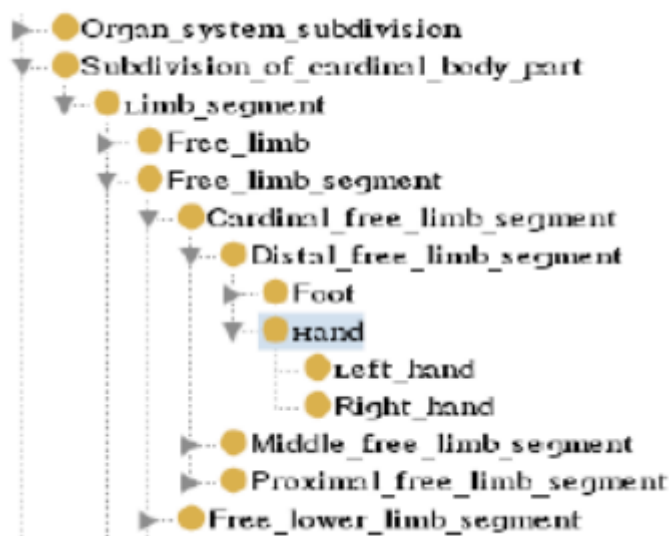 Organ_system_subdivision
Subdivision_of_cardinal_body_part
Limb_segment
Free_limb
Free_limb_segment
Cardinal_free_limb_segment
Distal_free_limb_segment
Foot
Hand
Left_hand
Right_hand
Middle_free_limb_segment
Proximal_free_limb_segment
Free_lower_limb_segment